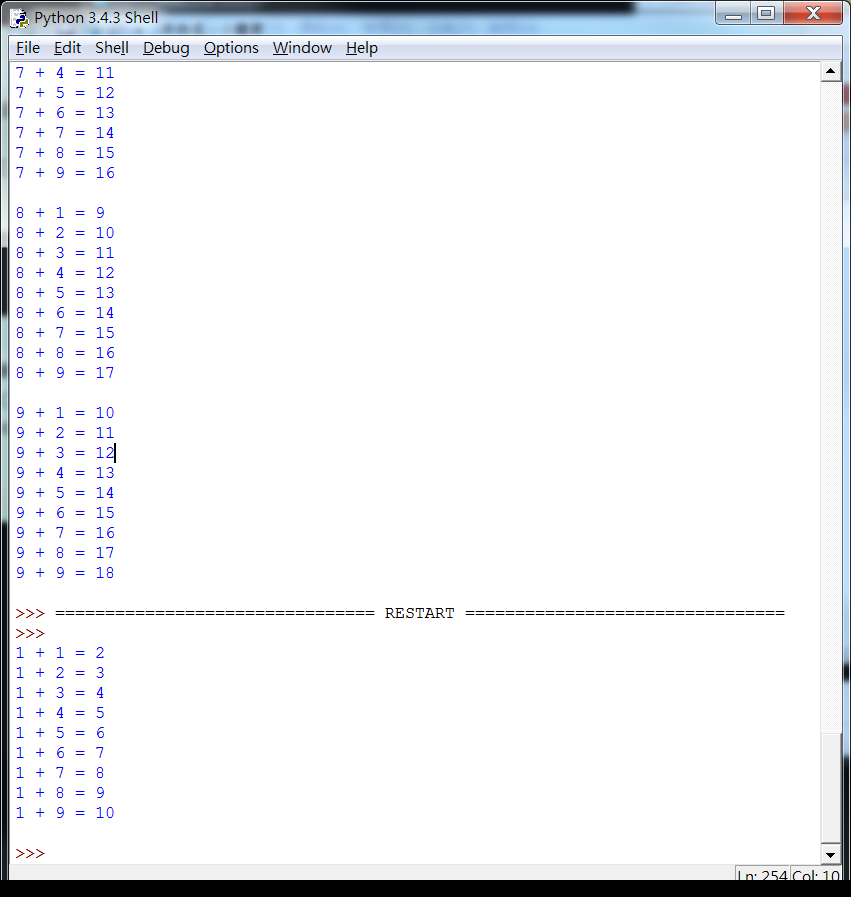 Python 3.4.3 Shell
File Edit Shell Debug Options Window Help
7 + 4 = 11
7 + 5 = 12
7 + 6 = 13
7 + 7 = 14
7 + 8 = 15
7 + 9 = 16
8 + 1 = 9
8 + 2 = 10
8 + 3 = 11
8 + 4 = 12
8 + 5 = 13
8 + 6 = 14
8 + 7 = 15
8 + 8 = 16
8 + 9 = 17
9 + 1 = 10
9 + 2 = 11
9 + 3 = 12
9 + 4 = 13
9 + 5 = 14
9 + 6 = 15
9 + 7 = 16
9 + 8 = 17
9 + 9 = 18
>>> ================================ RESTART ================================
>>>
1 + 1 = 2
1 + 2 = 3
1 + 3 = 4
1 + 4 = 5
1 + 5 = 6
1 + 6 = 7
1 + 7 = 8
1 + 8 = 9
1 + 9 = 10
>>>
Ln: 254 Col: 10